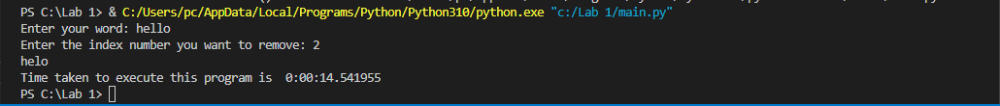 PS C:\Lab 1> & C:/Users/pc/AppData/Local/Programs/Python/Python310/python.exe "c:/Lab 1/main.py"
Enter your word: hello
Enter the index number you want to remove: 2
helo
Time taken to execute this program is  0:00:14.541955
PS C:\Lab 1>